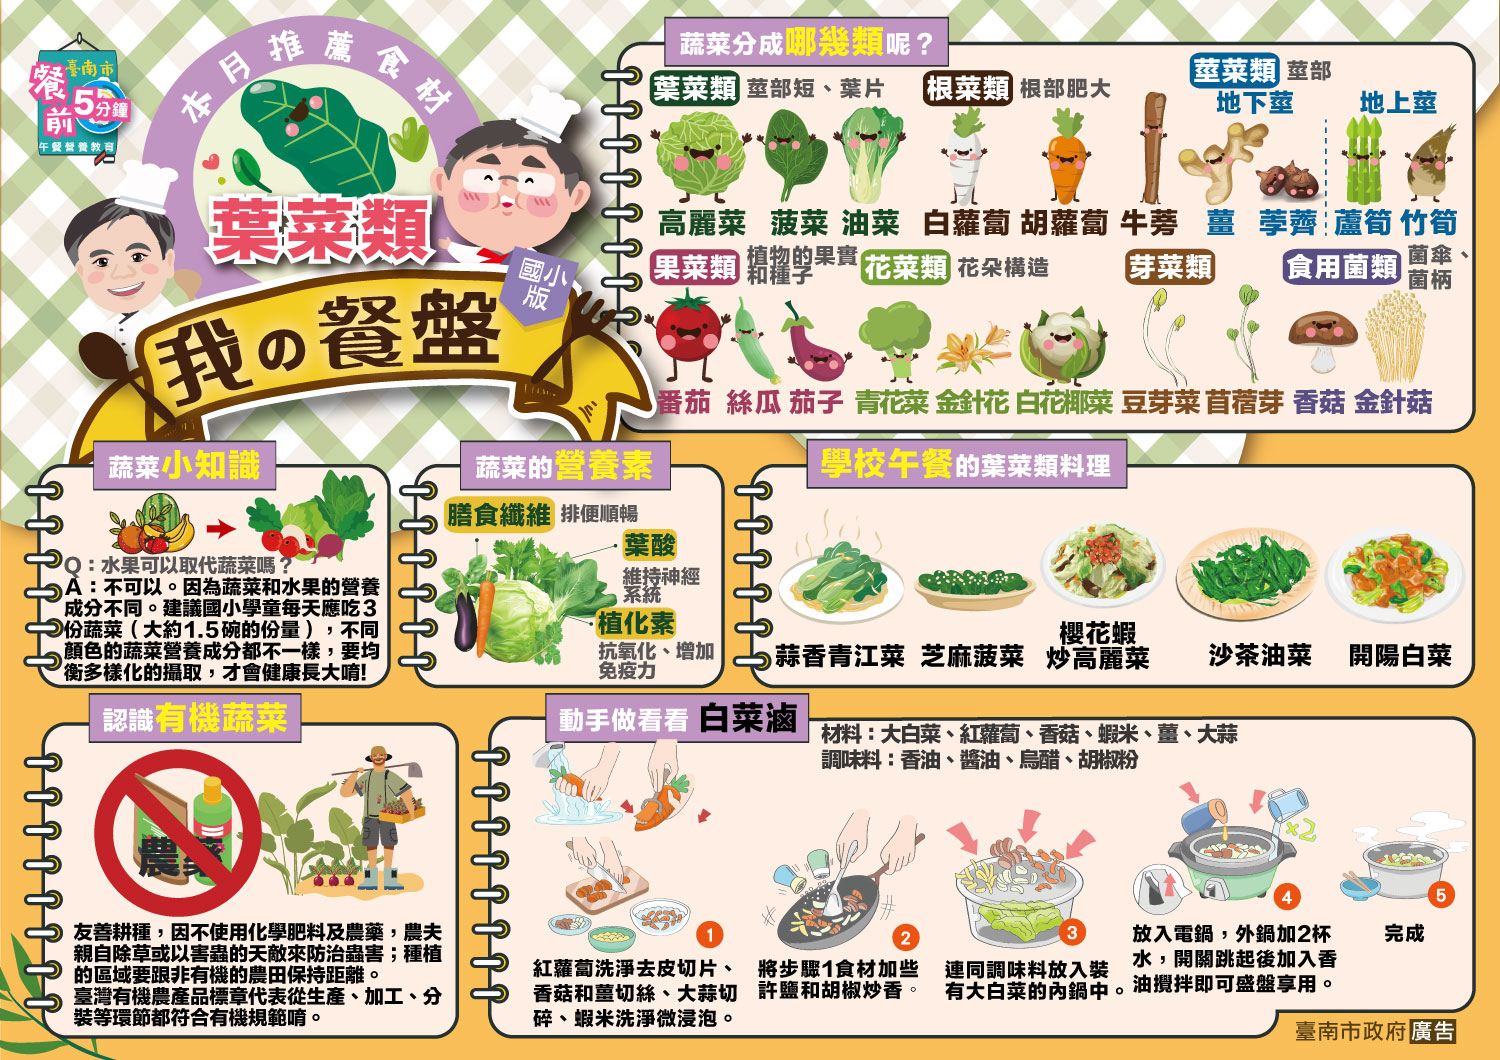 臺南市
餐前
5分鐘
午餐營養教育
本月推薦食材
葉菜類
國小版
我の餐盤
蔬菜分成哪幾類呢？
葉菜類 莖部短、葉片
高麗菜 菠菜 油菜
根菜類 根部肥大
白蘿蔔 胡蘿蔔 牛蒡
莖菜類 莖部
地下莖 地上莖
薑 荸薺 蘆筍 竹筍
果菜類 植物的果實
和種子
番茄 絲瓜 茄子
花菜類 花朵構造
青花菜 金針花 白花椰菜
芽菜類
豆芽菜 苜蓿芽
食用菌類 菌傘、
菌柄
香菇 金針菇
蔬菜小知識
Q：水果可以取代蔬菜嗎？
A：不可以。因為蔬菜和水果的營養
成分不同。建議國小學童每天應吃3
份蔬菜（大約1.5碗的份量），不同
顏色的蔬菜營養成分都不一樣，要均
衡多樣化的攝取，才會健康長大唷!
蔬菜的營養素
膳食纖維 排便順暢
葉酸
維持神經
系統
植化素
抗氧化、增加
免疫力
學校午餐的葉菜類料理
蒜香青江菜
芝麻菠菜
櫻花蝦
炒高麗菜
沙茶油菜
開陽白菜
認識有機蔬菜
農藥
友善耕種，因不使用化學肥料及農藥，農夫
親自除草或以害蟲的天敵來防治蟲害；種植
的區域要跟非有機的農田保持距離。
臺灣有機農產品標章代表從生產、加工、分
裝等環節都符合有機規範唷。
動手做看看 白菜滷
材料：大白菜、紅蘿蔔、香菇、蝦米、薑、大蒜
調味料：香油、醬油、烏醋、胡椒粉
1
紅蘿蔔洗淨去皮切片、
香菇和薑切絲、大蒜切
碎、蝦米洗淨微浸泡。
2
將步驟1食材加些
許鹽和胡椒炒香。
3
連同調味料放入裝
有大白菜的內鍋中。
x2
4
放入電鍋，外鍋加2杯
水，開關跳起後加入香
油攪拌即可盛盤享用。
5
完成
臺南市政府 廣告